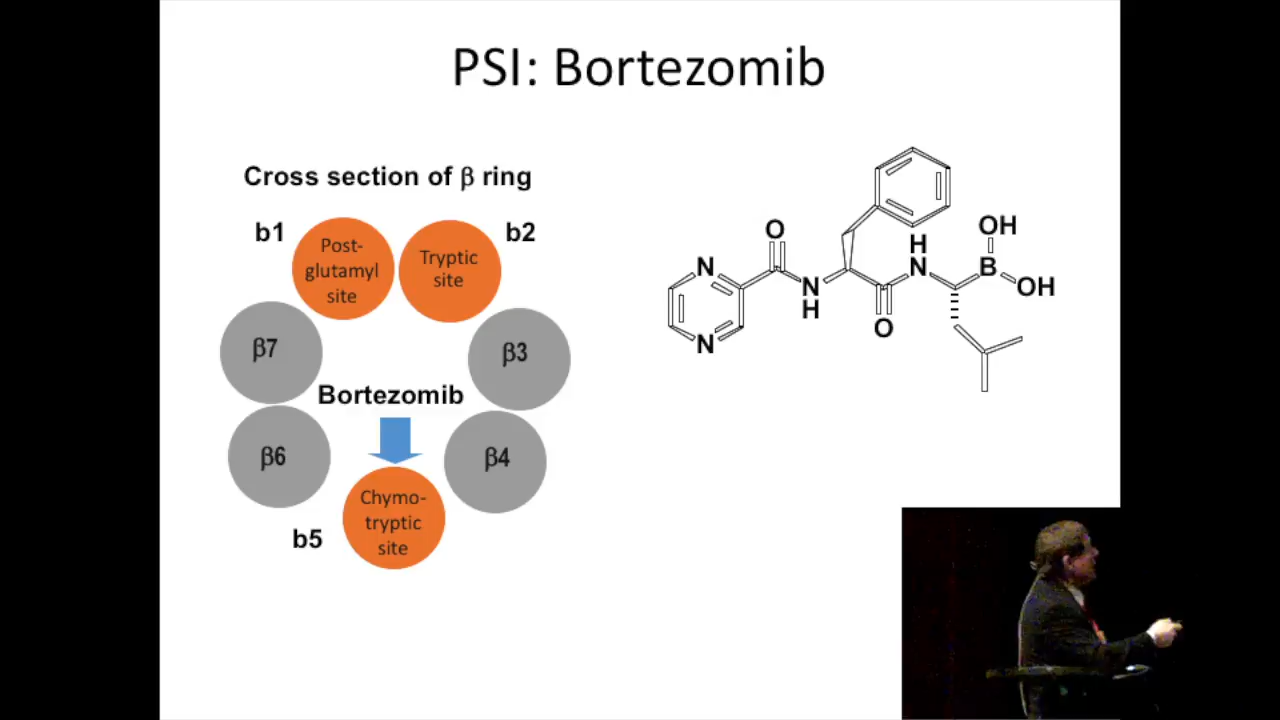 PSI: Bortezomib
Cross section of β ring
b1
Post-
glutamyl
site
Tryptic
site
b2
β7
β3
Bortezomib
β6
β4
Chymo-
tryptic
site
b5
O
N
N
N
H
O
H
N
B
OH
OH